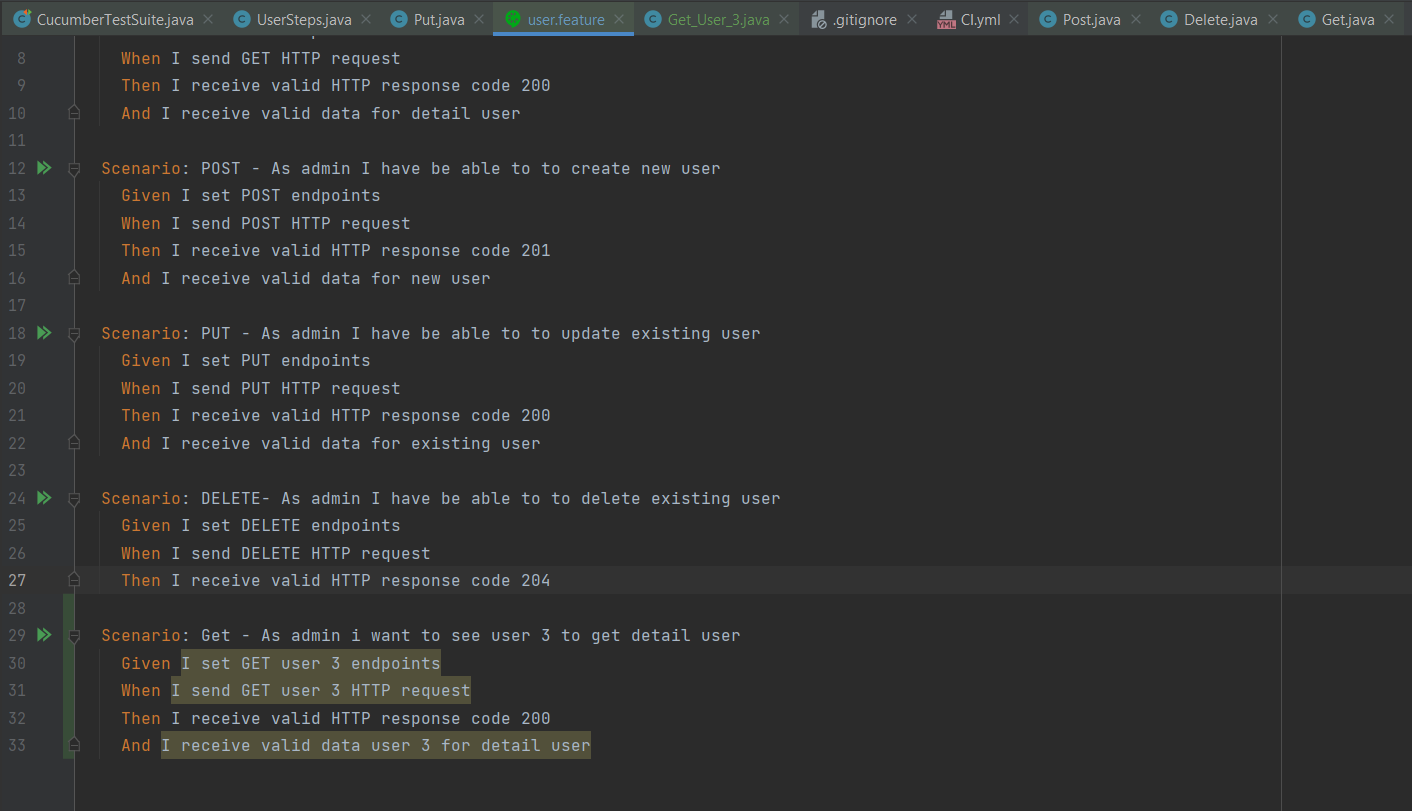 CucumberTestSuite.java UserSteps.java Put.java user.feature Get_User_3.java .gitignore CI.yml Post.java Delete.java Get.java
8 When I send GET HTTP request
9 Then I receive valid HTTP response code 200
10 And I receive valid data for detail user
11
12 Scenario: POST - As admin I have be able to to create new user
13 Given I set POST endpoints
14 When I send POST HTTP request
15 Then I receive valid HTTP response code 201
16 And I receive valid data for new user
17
18 Scenario: PUT - As admin I have be able to to update existing user
19 Given I set PUT endpoints
20 When I send PUT HTTP request
21 Then I receive valid HTTP response code 200
22 And I receive valid data for existing user
23
24 Scenario: DELETE- As admin I have be able to to delete existing user
25 Given I set DELETE endpoints
26 When I send DELETE HTTP request
27 Then I receive valid HTTP response code 204
28
29 Scenario: Get - As admin i want to see user 3 to get detail user
30 Given I set GET user 3 endpoints
31 When I send GET user 3 HTTP request
32 Then I receive valid HTTP response code 200
33 And I receive valid data user 3 for detail user